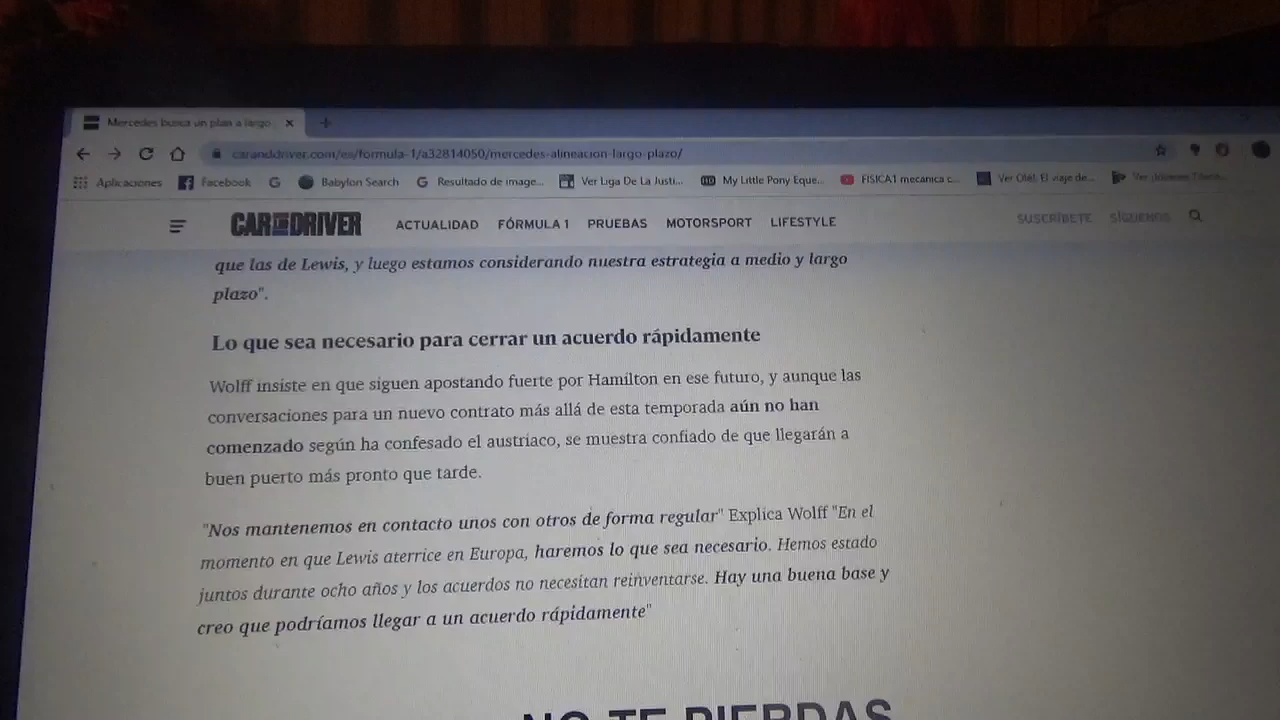 Mercedes busca un plan a largo
caranddriver.com/es/formula-1/a32814050/mercedes-alineacion-largo-plazo/
Aplicaciones Facebook Babylon Search Resultado de image... Ver Liga De La Justi... My Little Pony Eque... FISICA1 mecanica c... Ver Ole!: El viaje de... Ver
CAR AND DRIVER ACTUALIDAD FÓRMULA 1 PRUEBAS MOTORSPORT LIFESTYLE SUSCRÍBETE SÍGUENOS
que las de Lewis, y luego estamos considerando nuestra estrategia a medio y largo
plazo".
Lo que sea necesario para cerrar un acuerdo rápidamente
Wolff insiste en que siguen apostando fuerte por Hamilton en ese futuro, y aunque las
conversaciones para un nuevo contrato más allá de esta temporada aún no han
comenzado según ha confesado el austriaco, se muestra confiado de que llegarán a
buen puerto más pronto que tarde.
"Nos mantenemos en contacto unos con otros de forma regular" Explica Wolff "En el
momento en que Lewis aterrice en Europa, haremos lo que sea necesario. Hemos estado
juntos durante ocho años y los acuerdos no necesitan reinventarse. Hay una buena base y
creo que podríamos llegar a un acuerdo rápidamente"
NO TE PIERDAS